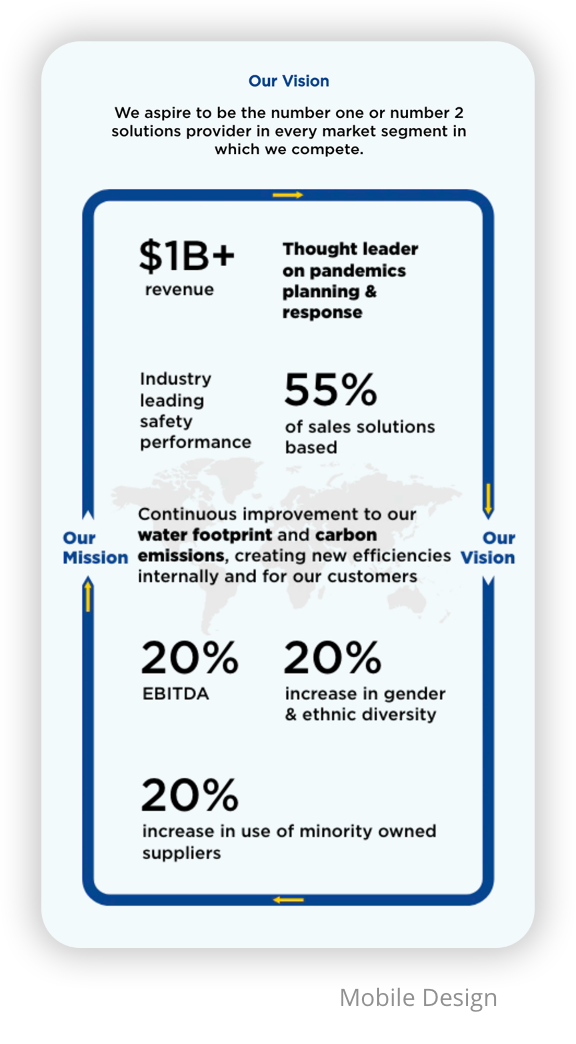 Our Vision
We aspire to be the number one or number 2
solutions provider in every market segment in
which we compete.
$1B+
revenue
Thought leader
on pandemics
planning &
response
Industry
leading
safety
performance
55%
of sales solutions
based
Our
Mission
Continuous improvement to our
water footprint and carbon
emissions, creating new efficiencies
internally and for our customers
Our
Vision
20%
EBITDA
20%
increase in gender
& ethnic diversity
20%
increase in use of minority owned
suppliers
Mobile Design